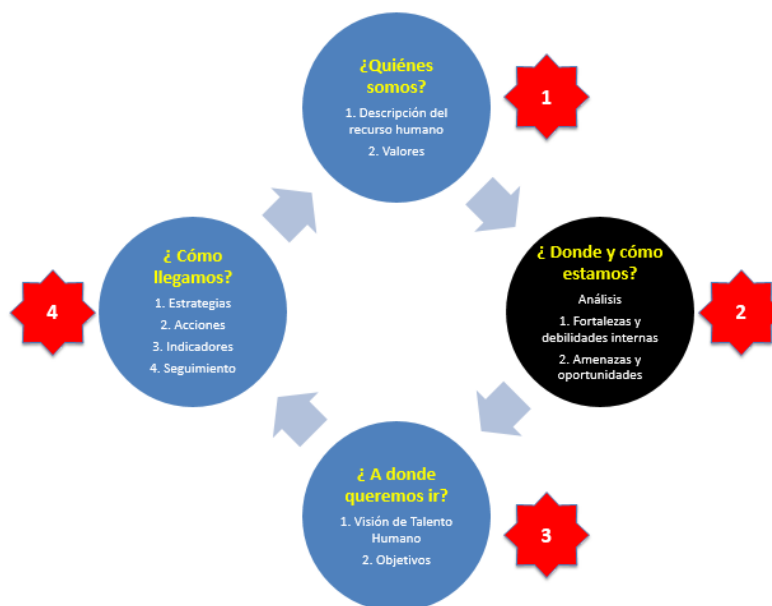 ¿Quiénes
somos?
1. Descripción del
recurso humano
2. Valores
1
¿ Donde y cómo
estamos?
Análisis
1. Fortalezas y
debilidades internas
2. Amenazas y
oportunidades
2
¿ A donde
queremos ir?
1. Visión de Talento
Humano
2. Objetivos
3
¿ Cómo
llegamos?
1. Estrategias
2. Acciones
3. Indicadores
4. Seguimiento
4